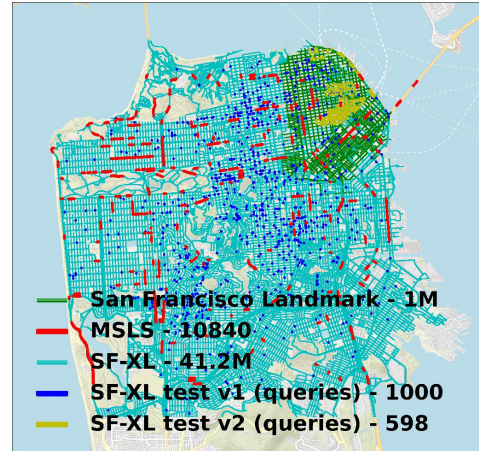 San Francisco Landmark - 1M
MSLS - 10840
SF-XL - 41.2M
SF-XL test v1 (queries) - 1000
SF-XL test v2 (queries) - 598